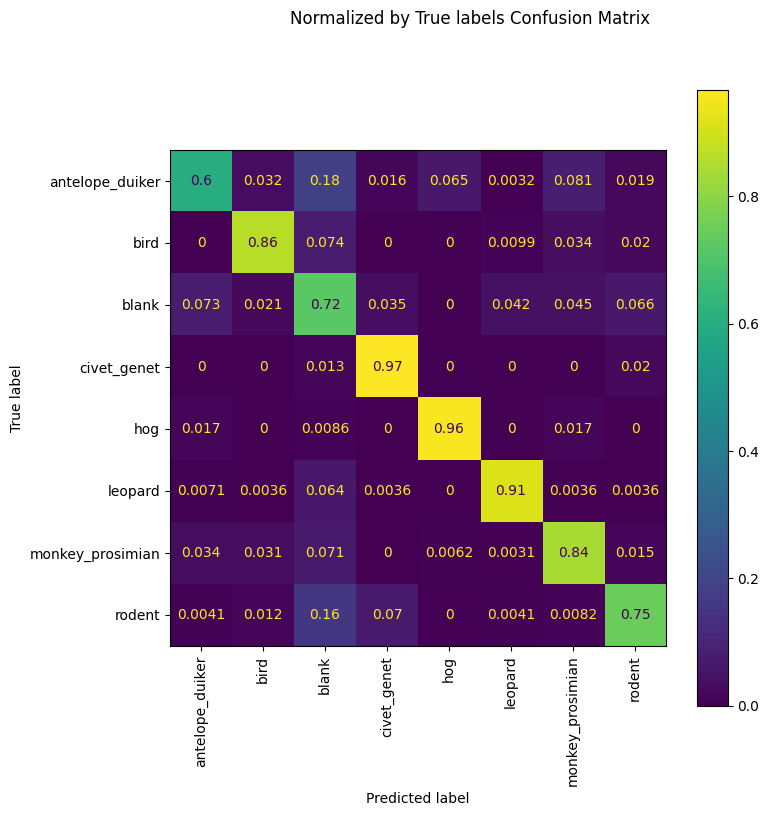 Normalized by True labels Confusion Matrix
antelope_duiker 0.6 0.032 0.18 0.016 0.065 0.0032 0.081 0.019
bird 0 0.86 0.074 0 0 0.0099 0.034 0.02
blank 0.073 0.021 0.72 0.035 0 0.042 0.045 0.066
civet_genet 0 0 0.013 0.97 0 0 0 0.02
hog 0.017 0 0.0086 0 0.96 0 0.017 0
leopard 0.0071 0.0036 0.064 0.0036 0 0.91 0.0036 0.0036
monkey_prosimian 0.034 0.031 0.071 0 0.0062 0.0031 0.84 0.015
rodent 0.0041 0.012 0.16 0.07 0 0.0041 0.0082 0.75
True label
antelope_duiker bird blank civet_genet hog leopard monkey_prosimian rodent
Predicted label
0.8
0.6
0.4
0.2
0.0